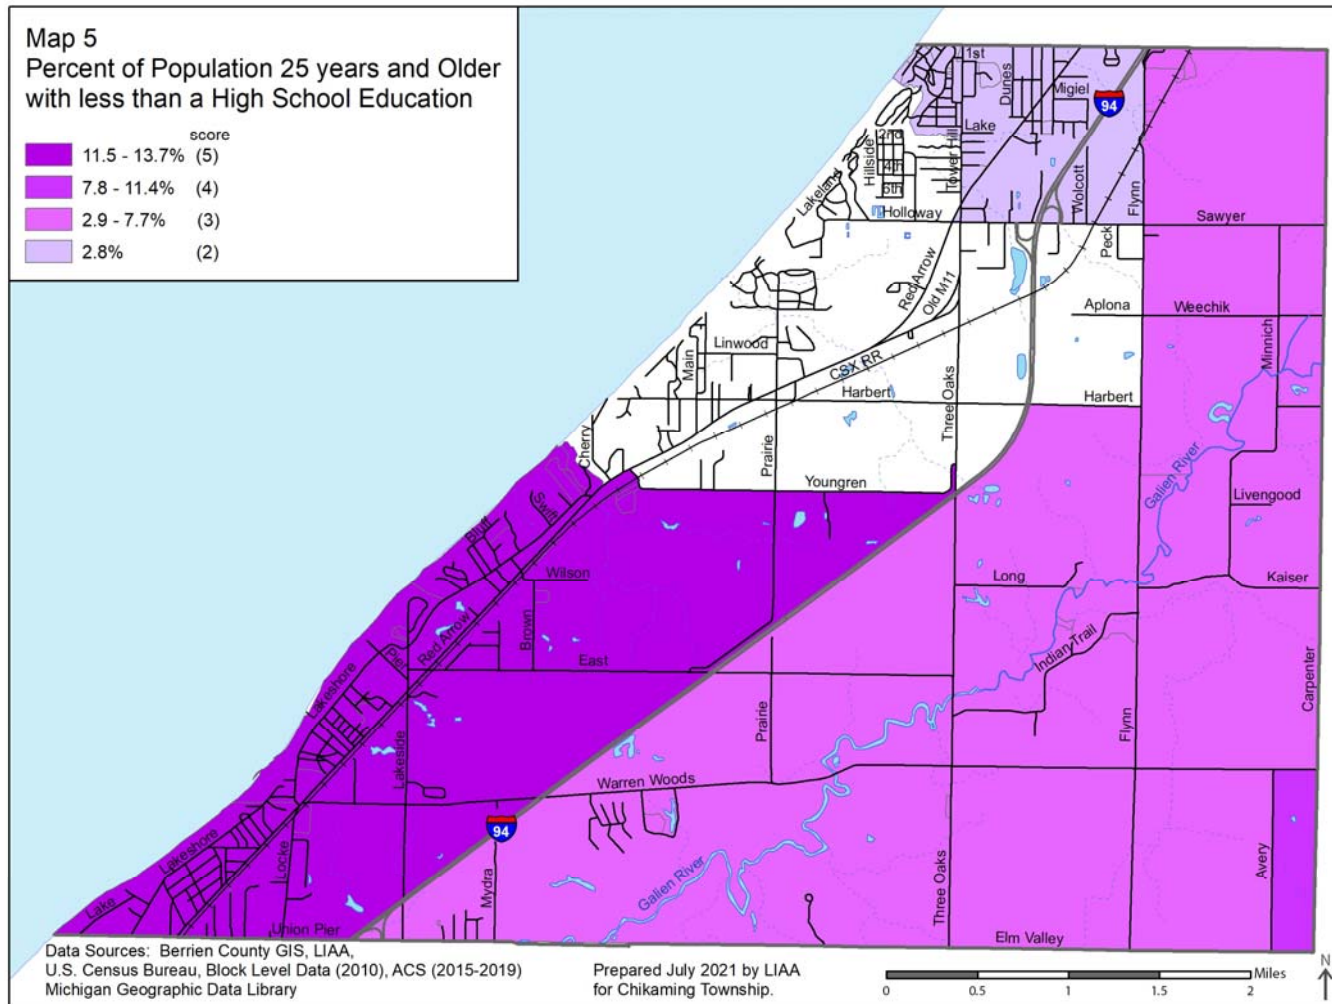 Map 5
Percent of Population 25 years and Older
with less than a High School Education
score
11.5 - 13.7% (5)
7.8 - 11.4% (4)
2.9 - 7.7% (3)
2.8% (2)
1st
Dunes
Migiel
94
Lake
2nd
Hillside
4th
5th
Tower Hill
Lakeland
Wolcott
Flynn
Holloway
Sawyer
Peck
Red Arrow
Old M11
Aplona
Weechik
Minnich
Linwood
Main
CSX RR
Harbert
Harbert
Three Oaks
Cherry
Prairie
Youngren
Galien River
Livengood
Swift
Bluff
Wilson
Long
Kaiser
Brown
Red Arrow
Piel
East
Indian Trail
Lakeshore
Carpenter
Prairie
Flynn
Lakeside
Warren Woods
94
Lakeshore
Locke
Mydra
Galien River
Three Oaks
Avery
Lake
Union Pier
Elm Valley
Data Sources: Berrien County GIS, LIAA,
U.S. Census Bureau, Block Level Data (2010), ACS (2015-2019)
Michigan Geographic Data Library
Prepared July 2021 by LIAA
for Chikaming Township.
Miles
0 0.5 1 1.5 2
N